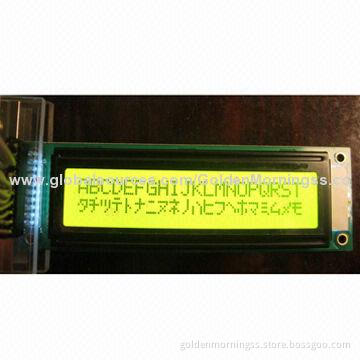 www.globalsources.com/GoldenMorningss.co
ABCDEFGHIJKLMNOPQRST
タチツテトナニヌネノハヒフヘホマミムメモ
goldenmorningss.store.bossgoo.com